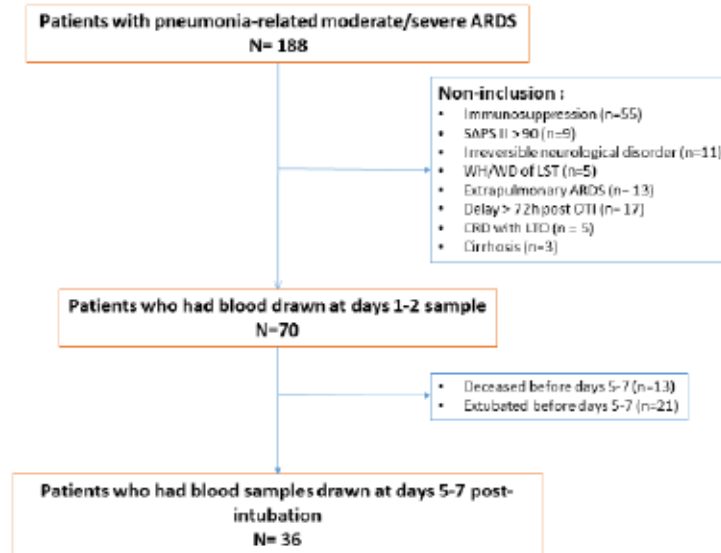 Patients with pneumonia-related moderate/severe ARDS
N= 188
Non-inclusion :
• Immunosuppression (n=55)
• SAPS II > 90 (n=9)
• Irreversible neurological disorder (n=11)
• WH/WD of LST (n=5)
• Extrapulmonary ARDS (n= 13)
• Delay > 72h post OTI (n= 17)
• CRD with LTO (n = 5)
• Cirrhosis (n=3)
Patients who had blood drawn at days 1-2 sample
N=70
• Deceased before days 5-7 (n=13)
• Extubated before days 5-7 (n=21)
Patients who had blood samples drawn at days 5-7 post-
intubation
N= 36